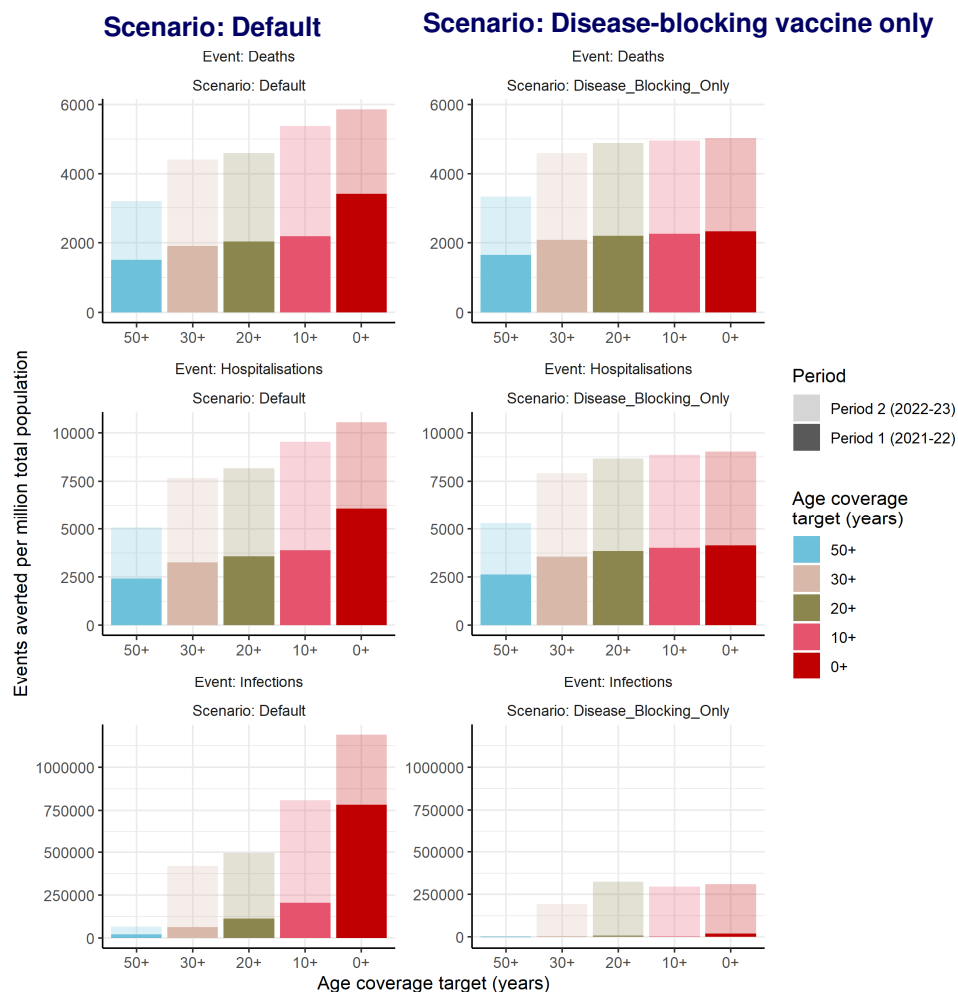 Scenario: Default
Scenario: Disease-blocking vaccine only
Event: Deaths
Scenario: Default
6000
4000
2000
0
50+ 30+ 20+ 10+ 0+
Event: Deaths
Scenario: Disease_Blocking_Only
6000
4000
2000
0
50+ 30+ 20+ 10+ 0+
Events averted per million total population
Event: Hospitalisations
Scenario: Default
10000
7500
5000
2500
0
50+ 30+ 20+ 10+ 0+
Event: Hospitalisations
Scenario: Disease_Blocking_Only
10000
7500
5000
2500
0
50+ 30+ 20+ 10+ 0+
Event: Infections
Scenario: Default
1000000
750000
500000
250000
0
50+ 30+ 20+ 10+ 0+
Event: Infections
Scenario: Disease_Blocking_Only
1000000
750000
500000
250000
0
50+ 30+ 20+ 10+ 0+
Age coverage target (years)
Period
Period 2 (2022-23)
Period 1 (2021-22)
Age coverage
target (years)
50+
30+
20+
10+
0+